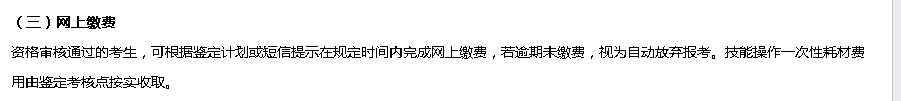 （三）网上缴费
资格审核通过的考生，可根据鉴定计划或短信提示在规定时间内完成网上缴费，若逾期未缴费，视为自动放弃报考。技能操作一次性耗材费
用由鉴定考核点按实收取。